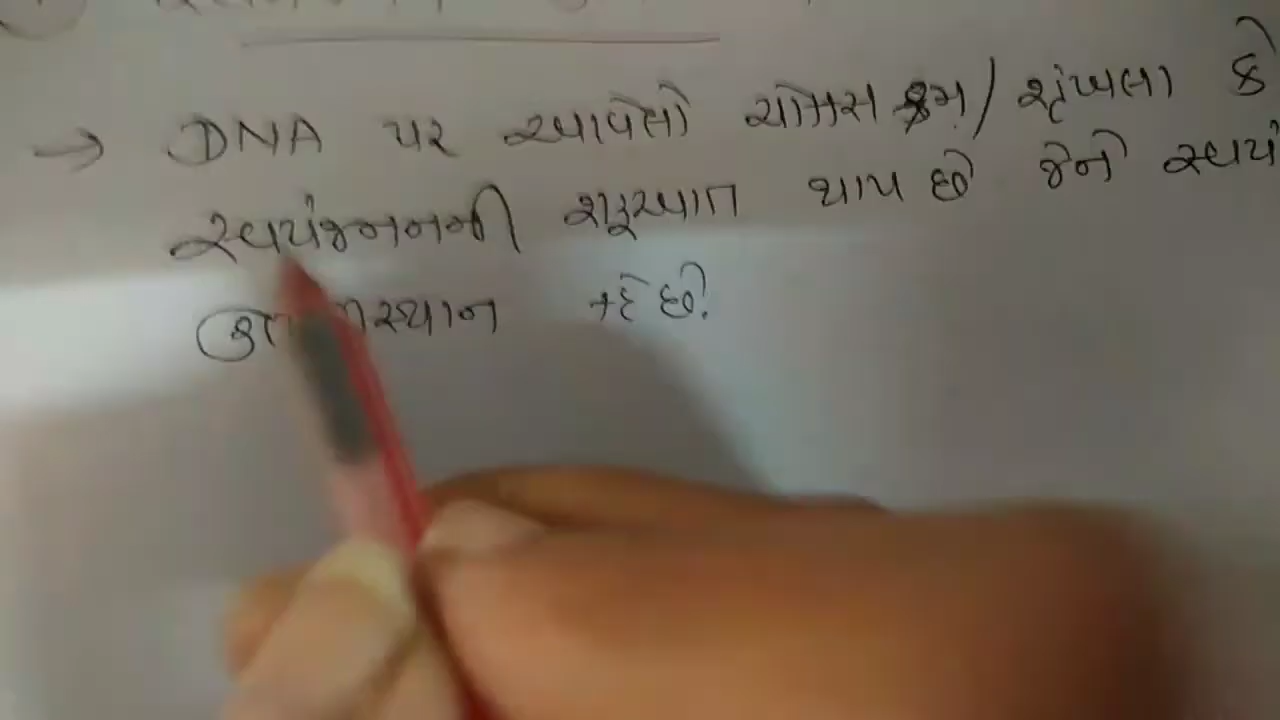 → DNA પર આવેલો ચોક્કસ ક્રમ / શૃંખલા કે
સ્વયંજનનની શરૂઆત થાય છે જેને સ્વયં
સ્થાન કહે છે.